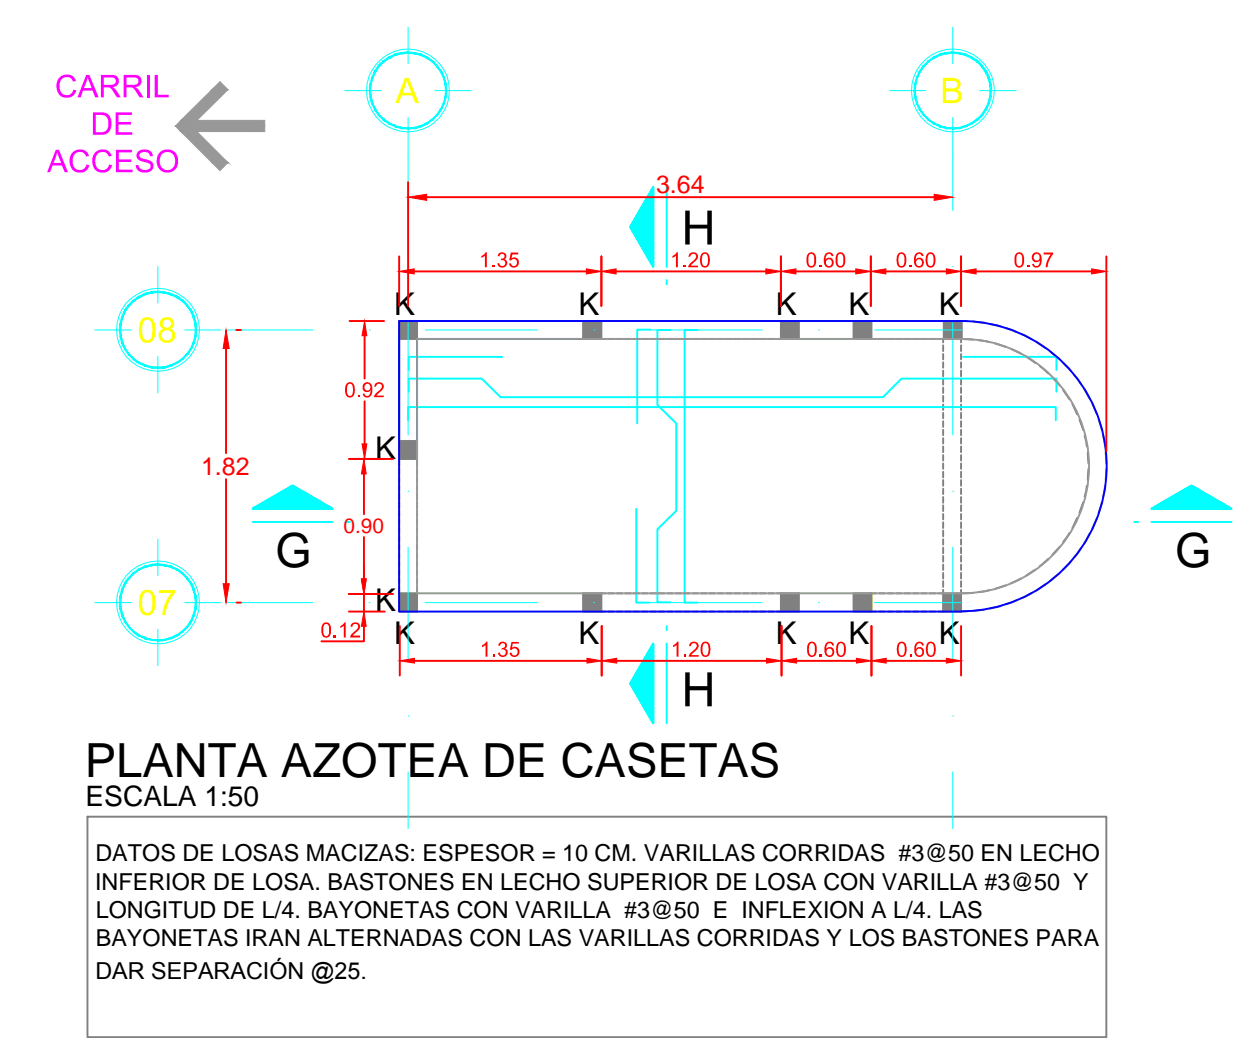 CARRIL
DE
ACCESO
A
B
3.64
H
1.35 1.20 0.60 0.60 0.97
K K K K K
08
0.92
K
1.82
0.90
G G
07
K
0.12
K K K K K
1.35 1.20 0.60 0.60
H
PLANTA AZOTEA DE CASETAS
ESCALA 1:50
DATOS DE LOSAS MACIZAS: ESPESOR = 10 CM. VARILLAS CORRIDAS #3@50 EN LECHO
INFERIOR DE LOSA. BASTONES EN LECHO SUPERIOR DE LOSA CON VARILLA #3@50 Y
LONGITUD DE L/4. BAYONETAS CON VARILLA #3@50 E INFLEXION A L/4. LAS
BAYONETAS IRAN ALTERNADAS CON LAS VARILLAS CORRIDAS Y LOS BASTONES PARA
DAR SEPARACIÓN @25.